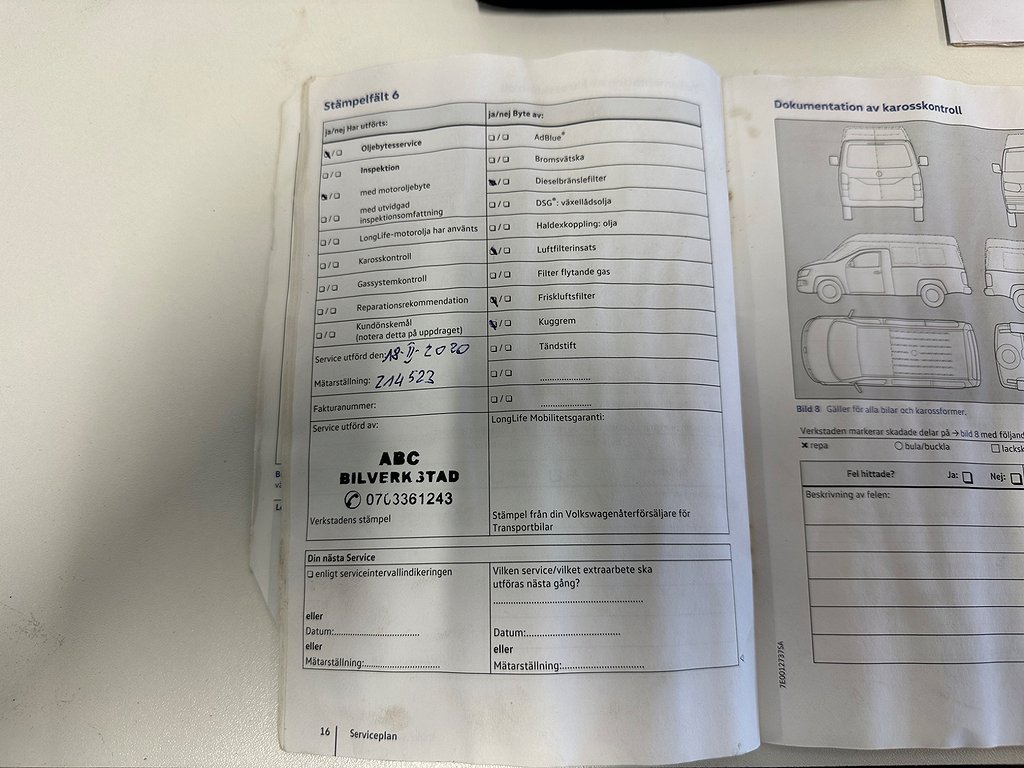 Stämpelfält 6
ja/nej Har utförts:
Oljebytesservice
Inspektion
med motoroljebyte
med utvidgad
inspektionsomfattning
LongLife-motorolja har använts
Karosskontroll
Gassystemkontroll
Reparationsrekommendation
Kundönskemål
(notera detta på uppdraget)
Service utförd den: 18-II-2020
Mätarställning: 214523
Fakturanummer:
Service utförd av:
ABC
BILVERKSTAD
0703361243
Verkstadens stämpel
ja/nej Byte av:
AdBlue®
Bromsvätska
Dieselbränslefilter
DSG®: växellådsolja
Haldexkoppling: olja
Luftfilterinsats
Filter flytande gas
Friskluftsfilter
Kuggrem
Tändstift
LongLife Mobilitetsgaranti:
Stämpel från din Volkswagenåterförsäljare för
Transportbilar
Din nästa Service
enligt serviceintervallindikeringen
eller
Datum:
eller
Mätarställning:
Vilken service/vilket extraarbete ska
utföras nästa gång?
Datum:
eller
Mätarställning:
16 Serviceplan
Dokumentation av karosskontroll
Bild 8 Gäller för alla bilar och karossformer.
Verkstaden markerar skadade delar på → bild 8 med
repa bula/buckla
Fel hittade? Ja: Nej:
Beskrivning av felen:
7E0012737SA